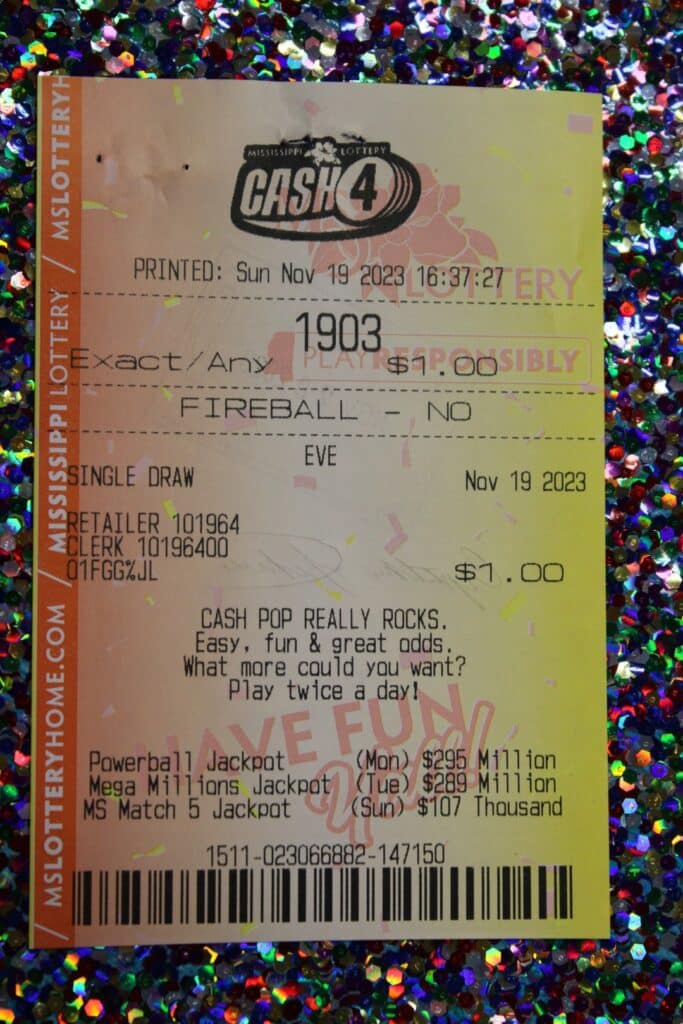 MISSISSIPPI LOTTERY
CASH 4
LOTTERY
PRINTED: Sun Nov 19 2023 16:37:27
1903
PLAY RESPONSIBLY
Exact/Any $1.00
FIREBALL - NO
EVE
SINGLE DRAW Nov 19 2023
RETAILER 101964
CLERK 10196400
01FGG%JL $1.00
CASH POP REALLY ROCKS.
Easy, fun & great odds.
What more could you want?
Play twice a day!
HAVE FUN
Y'all!
Powerball Jackpot (Mon) $295 Million
Mega Millions Jackpot (Tue) $289 Million
MS Match 5 Jackpot (Sun) $107 Thousand
1511-023066882-147150
/ MSLOTTERYHOME.COM / MISSISSIPPI LOTTERY / MSLOTTERYH